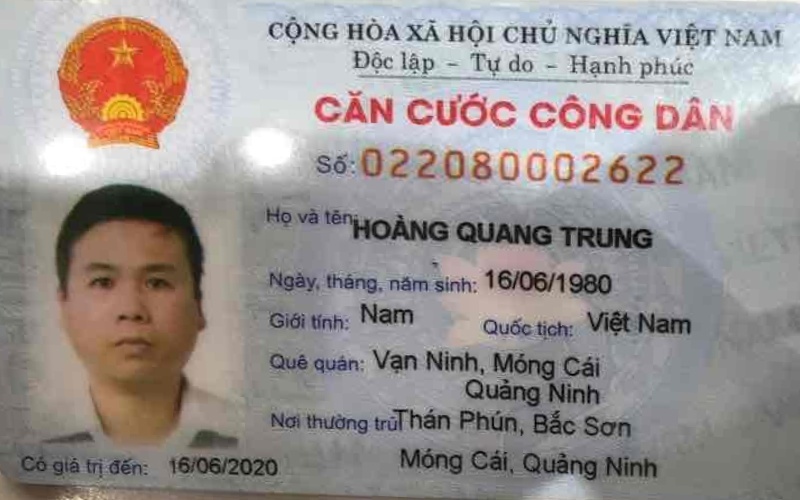 CỘNG HÒA XÃ HỘI CHỦ NGHĨA VIỆT NAM
Độc lập - Tự do - Hạnh phúc
CĂN CƯỚC CÔNG DÂN
Số: 022080002622
Họ và tên: HOÀNG QUANG TRUNG
Ngày, tháng, năm sinh: 16/06/1980
Giới tính: Nam Quốc tịch: Việt Nam
Quê quán: Vạn Ninh, Móng Cái
Quảng Ninh
Nơi thường trú: Thán Phún, Bắc Sơn
Móng Cái, Quảng Ninh
Có giá trị đến: 16/06/2020